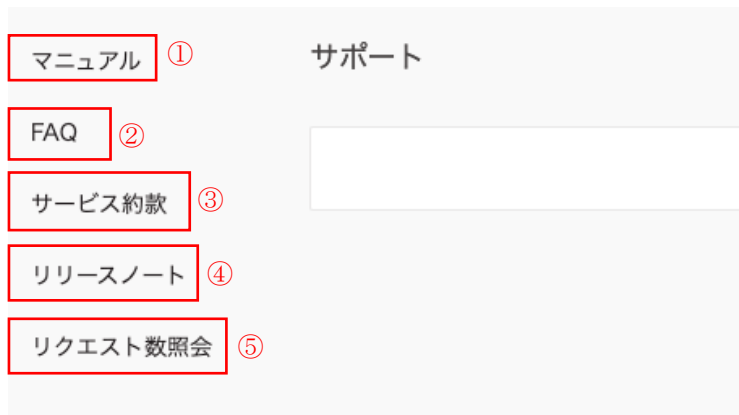 マニュアル ①
サポート
FAQ ②
サービス約款 ③
リリースノート ④
リクエスト数照会 ⑤